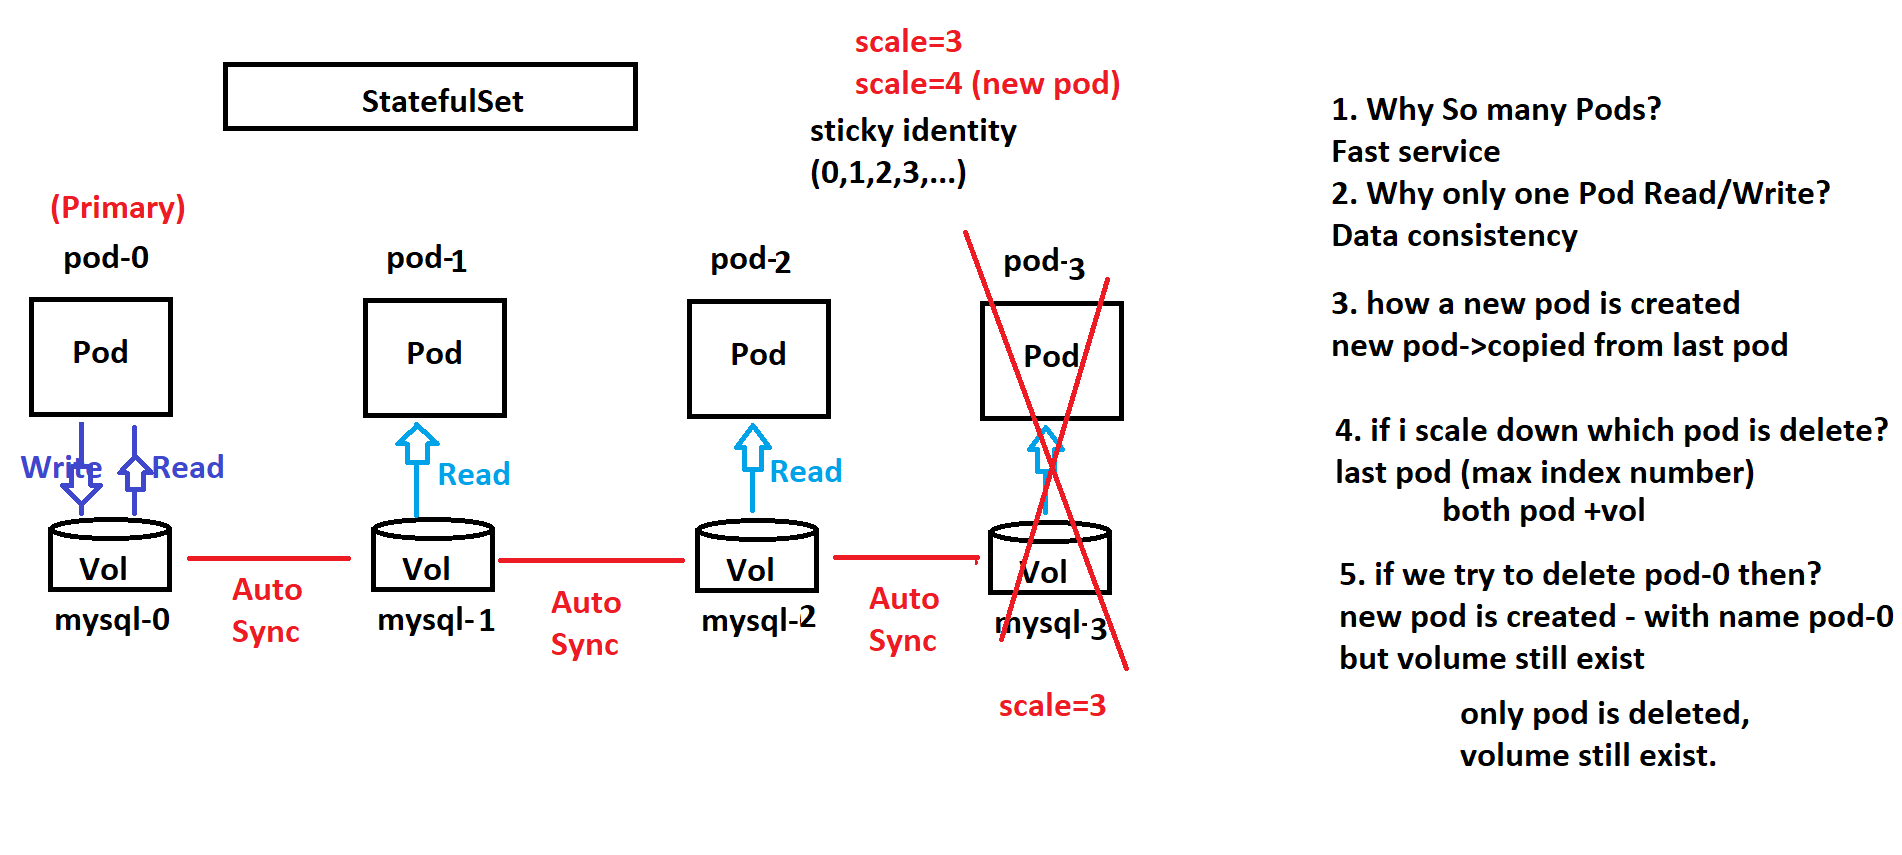 scale=3
scale=4 (new pod)
StatefulSet
sticky identity
(0,1,2,3,...)
(Primary)
pod-0
pod-1
pod-2
pod-3
Pod
Pod
Pod
Pod
Write
Read
Read
Read
Vol
Vol
Vol
Vol
mysql-0
mysql-1
mysql-2
mysql-3
Auto
Sync
Auto
Sync
Auto
Sync
scale=3
1. Why So many Pods?
Fast service
2. Why only one Pod Read/Write?
Data consistency
3. how a new pod is created
new pod->copied from last pod
4. if i scale down which pod is delete?
last pod (max index number)
both pod +vol
5. if we try to delete pod-0 then?
new pod is created - with name pod-0
but volume still exist
only pod is deleted,
volume still exist.